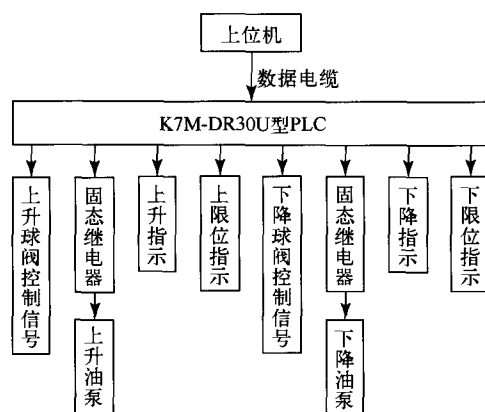 上位机
数据电缆
K7M-DR30U型PLC
上升球阀控制信号
固态继电器
上升指示
上限位指示
下降球阀控制信号
固态继电器
下降指示
下限位指示
上升油泵
下降油泵